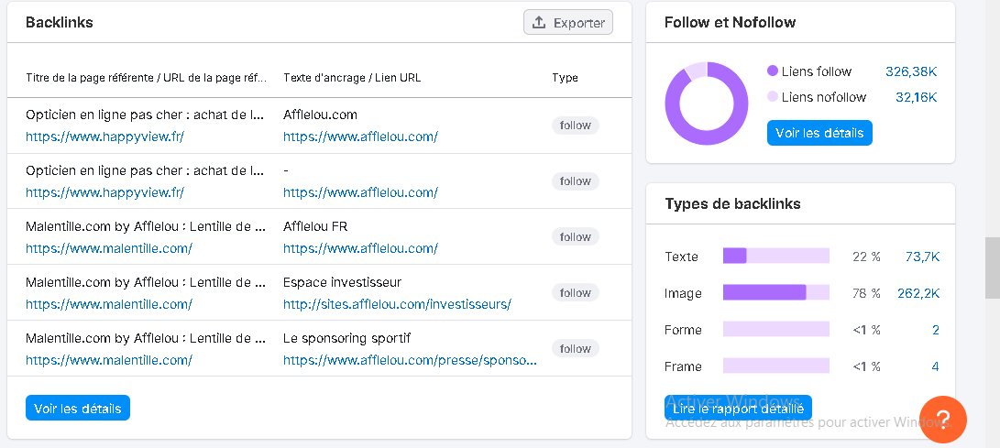 Backlinks
Exporter
Titre de la page référente / URL de la page réf...
Texte d'ancrage / Lien URL
Type
Opticien en ligne pas cher : achat de l...
Afflelou.com
https://www.happyview.fr/
https://www.afflelou.com/
follow
Opticien en ligne pas cher : achat de l...
-
https://www.happyview.fr/
https://www.afflelou.com/
follow
Malentille.com by Afflelou : Lentille de ...
Afflelou FR
https://www.malentille.com/
https://www.afflelou.com/
follow
Malentille.com by Afflelou : Lentille de ...
Espace investisseur
https://www.malentille.com/
http://sites.afflelou.com/investisseurs/
follow
Malentille.com by Afflelou : Lentille de ...
Le sponsoring sportif
https://www.malentille.com/
https://www.afflelou.com/presse/sponso...
follow
Voir les détails
Follow et Nofollow
Liens follow 326,38K
Liens nofollow 32,16K
Voir les détails
Types de backlinks
Texte 22 % 73,7K
Image 78 % 262,2K
Forme <1 % 2
Frame <1 % 4
Activer Windows
Lire le rapport détaillé
Accédez aux paramètres pour activer Windows.
?